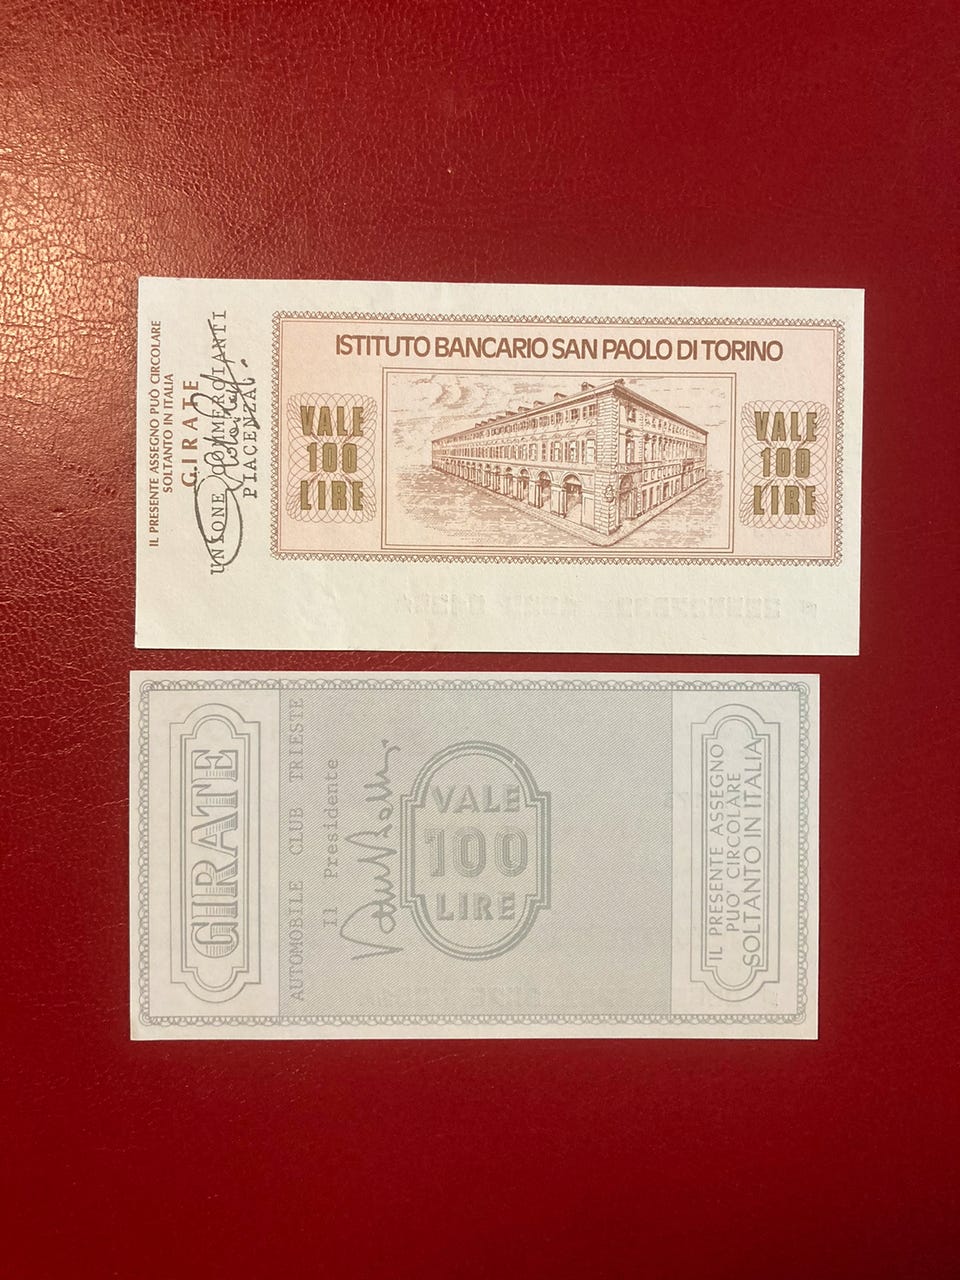 IL PRESENTE ASSEGNO PUÒ CIRCOLARE
SOLTANTO IN ITALIA
GIRATE
UNIONE COMMERCIANTI
PIACENZA
ISTITUTO BANCARIO SAN PAOLO DI TORINO
VALE
100
LIRE
VALE
100
LIRE
GIRATE
AUTOMOBILE CLUB TRIESTE
Il Presidente
VALE
100
LIRE
IL PRESENTE ASSEGNO
PUO' CIRCOLARE
SOLTANTO IN ITALIA